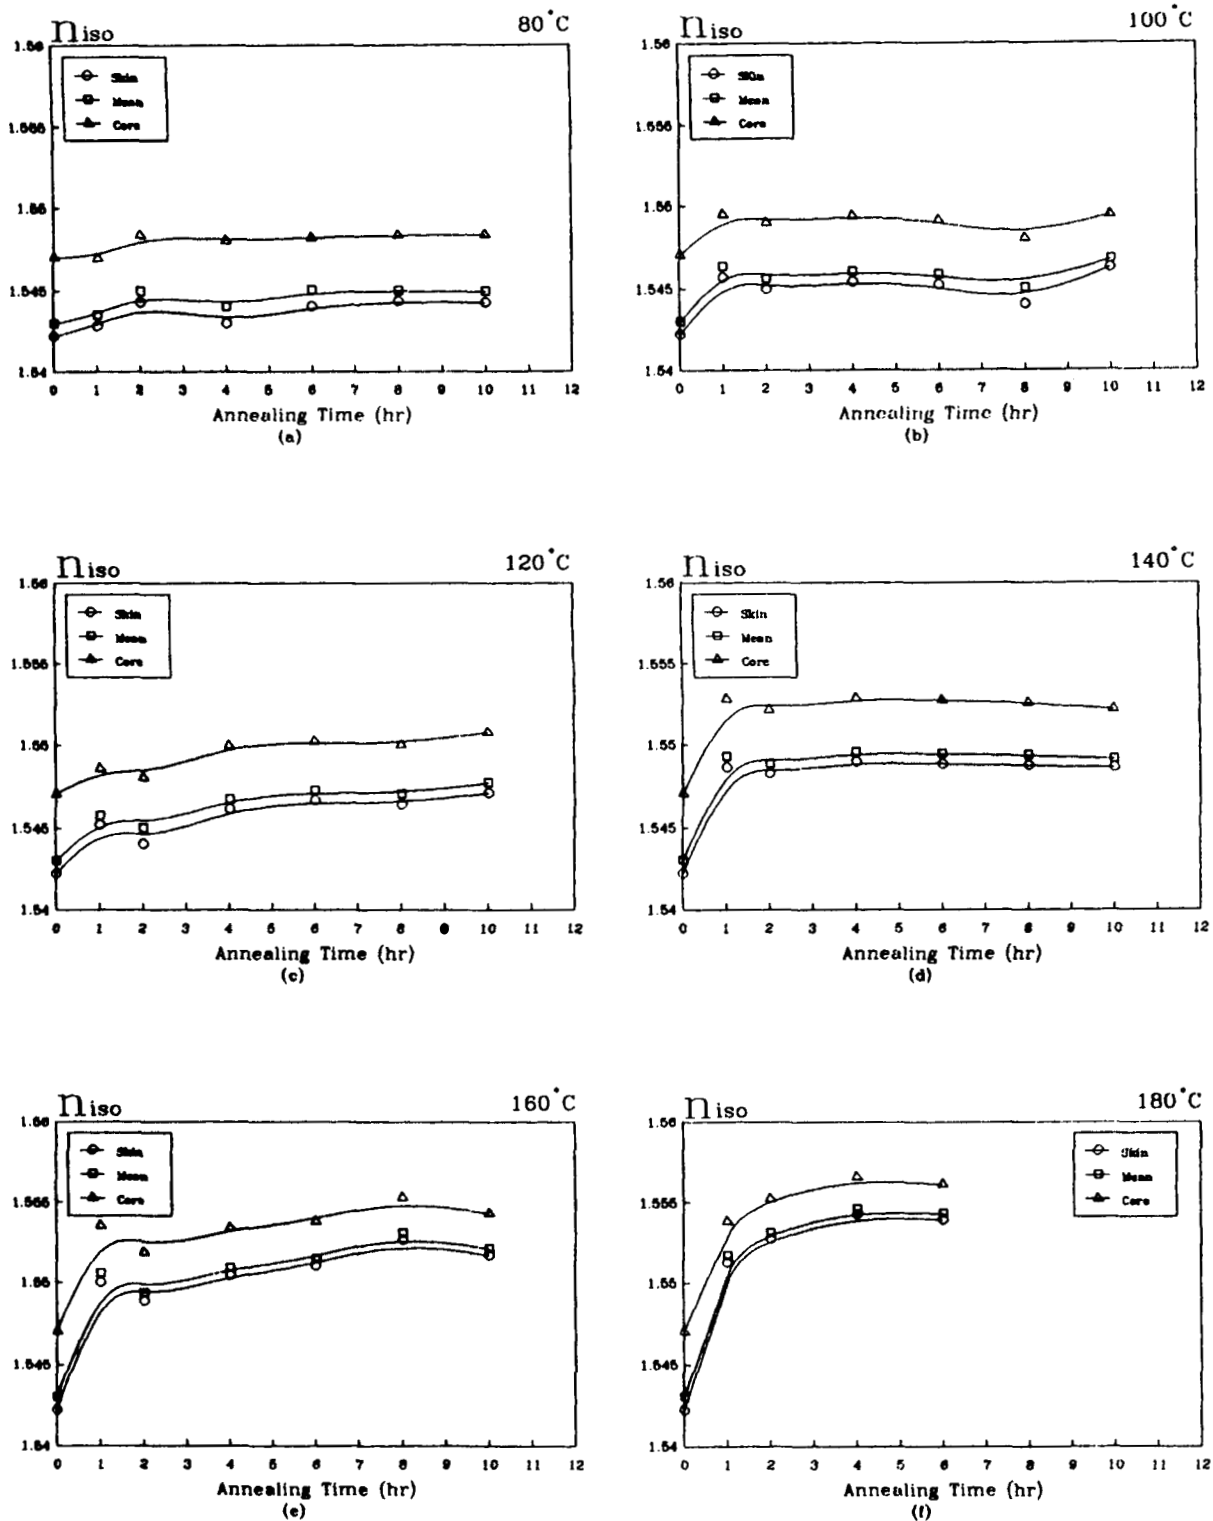 niso 80°C
1.56
Skin
Mean
1.555
Core
1.55
1.545
1.54
0 1 2 3 4 5 6 7 8 9 10 11 12
Annealing Time (hr)
(a)
niso 100°C
1.56
Skin
Mean
1.555
Core
1.55
1.545
1.54
0 1 2 3 4 5 6 7 8 9 10 11 12
Annealing Time (hr)
(b)
niso 120°C
1.56
Skin
Mean
1.555
Core
1.55
1.545
1.54
0 1 2 3 4 5 6 7 8 9 10 11 12
Annealing Time (hr)
(c)
niso 140°C
1.56
Skin
Mean
1.555
Core
1.55
1.545
1.54
0 1 2 3 4 5 6 7 8 9 10 11 12
Annealing Time (hr)
(d)
niso 160°C
1.56
Skin
Mean
1.555
Core
1.55
1.545
1.54
0 1 2 3 4 5 6 7 8 9 10 11 12
Annealing Time (hr)
(e)
niso 180°C
1.56
Skin
Mean
1.555
Core
1.55
1.545
1.54
0 1 2 3 4 5 6 7 8 9 10 11 12
Annealing Time (hr)
(f)